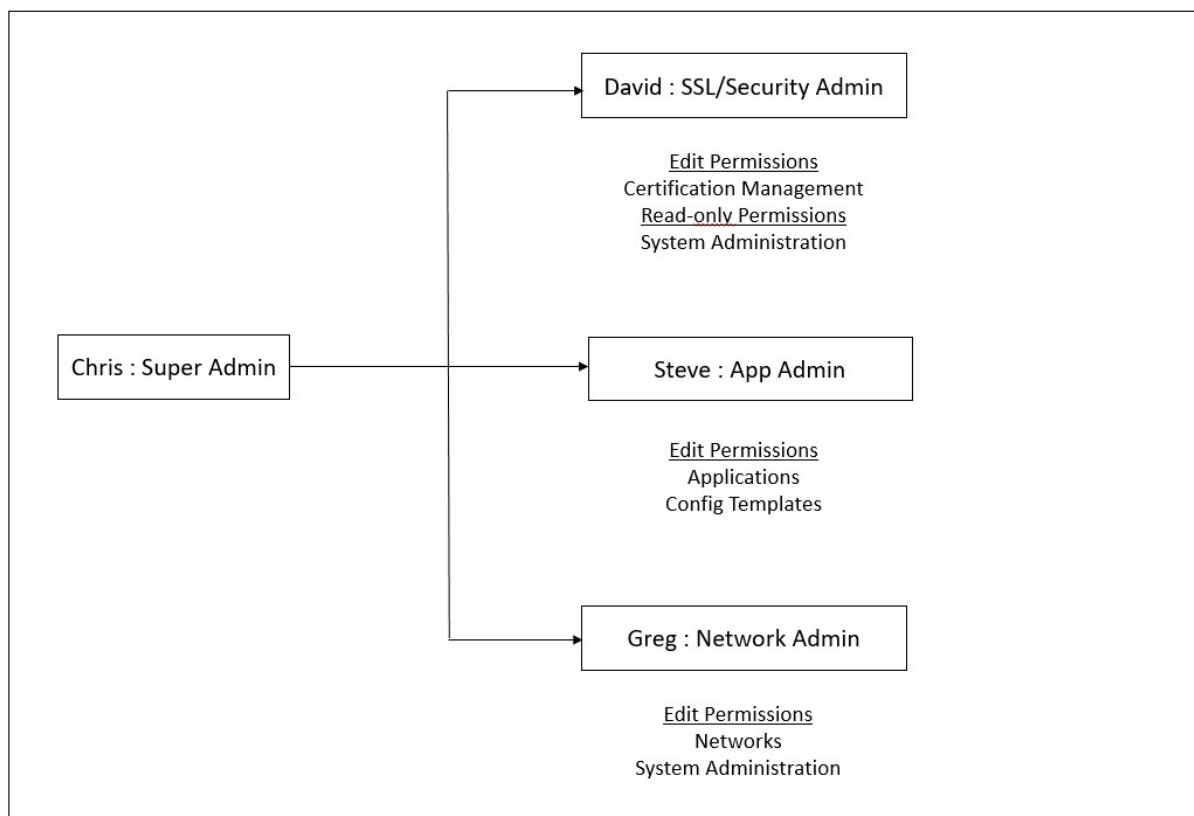 David : SSL/Security Admin
Edit Permissions
Certification Management
Read-only Permissions
System Administration
Chris : Super Admin
Steve : App Admin
Edit Permissions
Applications
Config Templates
Greg : Network Admin
Edit Permissions
Networks
System Administration